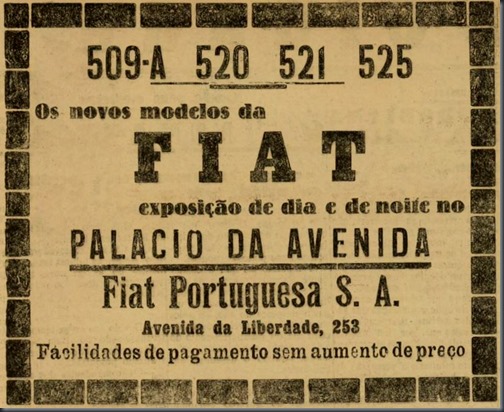 509-A 520 521 525
Os novos modelos da
FIAT
exposição de dia e de noite no
PALACIO DA AVENIDA
Fiat Portuguesa S. A.
Avenida da Liberdade, 253
Facilidades de pagamento sem aumento de preço